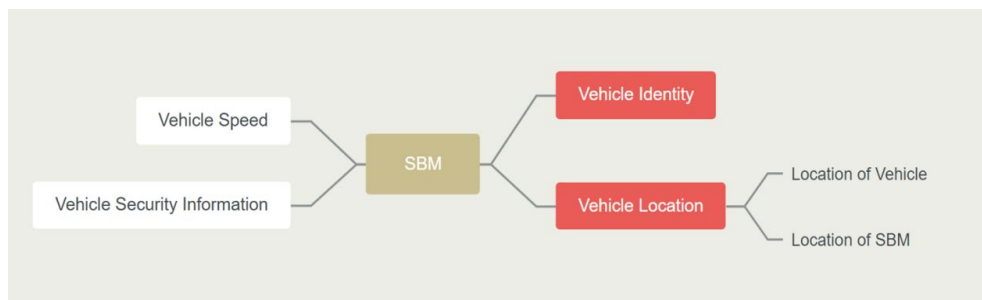 Vehicle Speed
Vehicle Security Information
SBM
Vehicle Identity
Vehicle Location
Location of Vehicle
Location of SBM